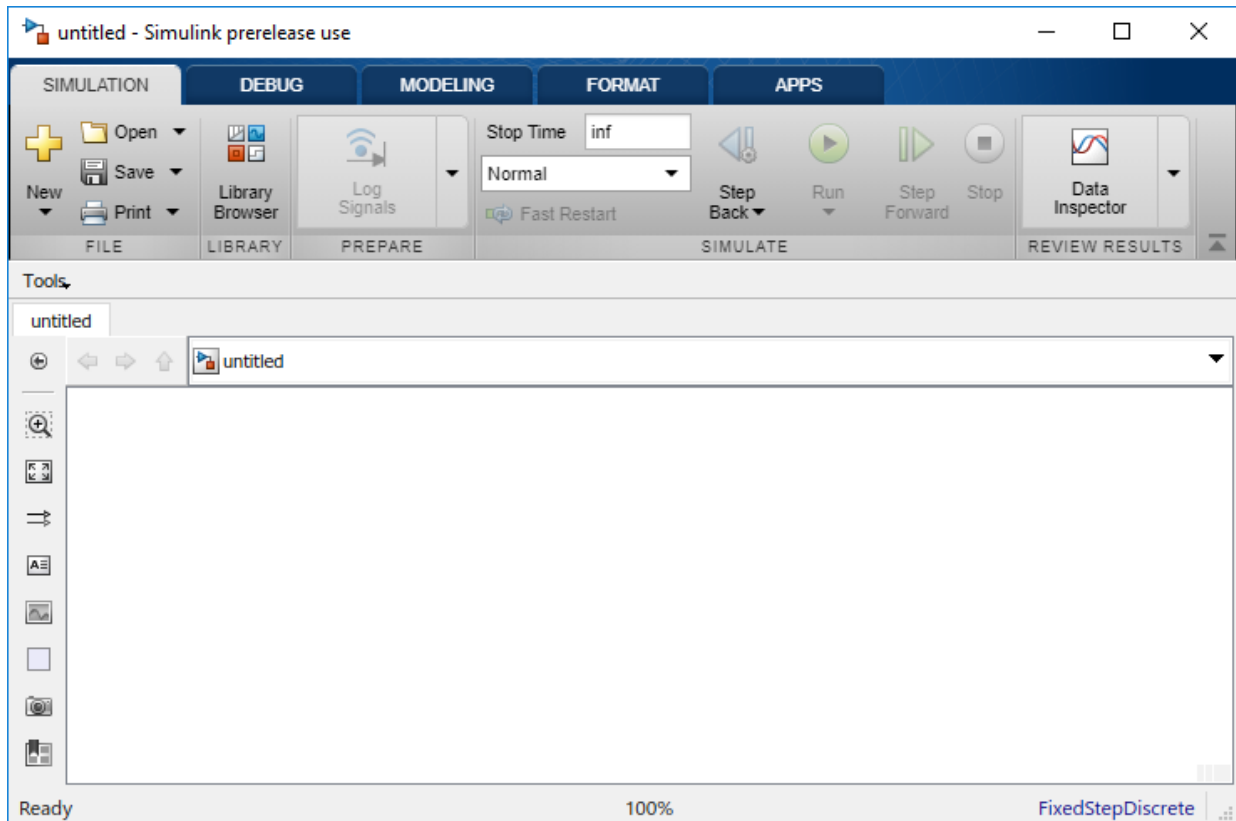 untitled - Simulink prerelease use
SIMULATION DEBUG MODELING FORMAT APPS
New
Open
Save
Print
FILE
Library
Browser
LIBRARY
Log
Signals
PREPARE
Stop Time inf
Normal
Fast Restart
Step
Back
Run
Step
Forward
Stop
SIMULATE
Data
Inspector
REVIEW RESULTS
Tools
untitled
untitled
Ready 100% FixedStepDiscrete